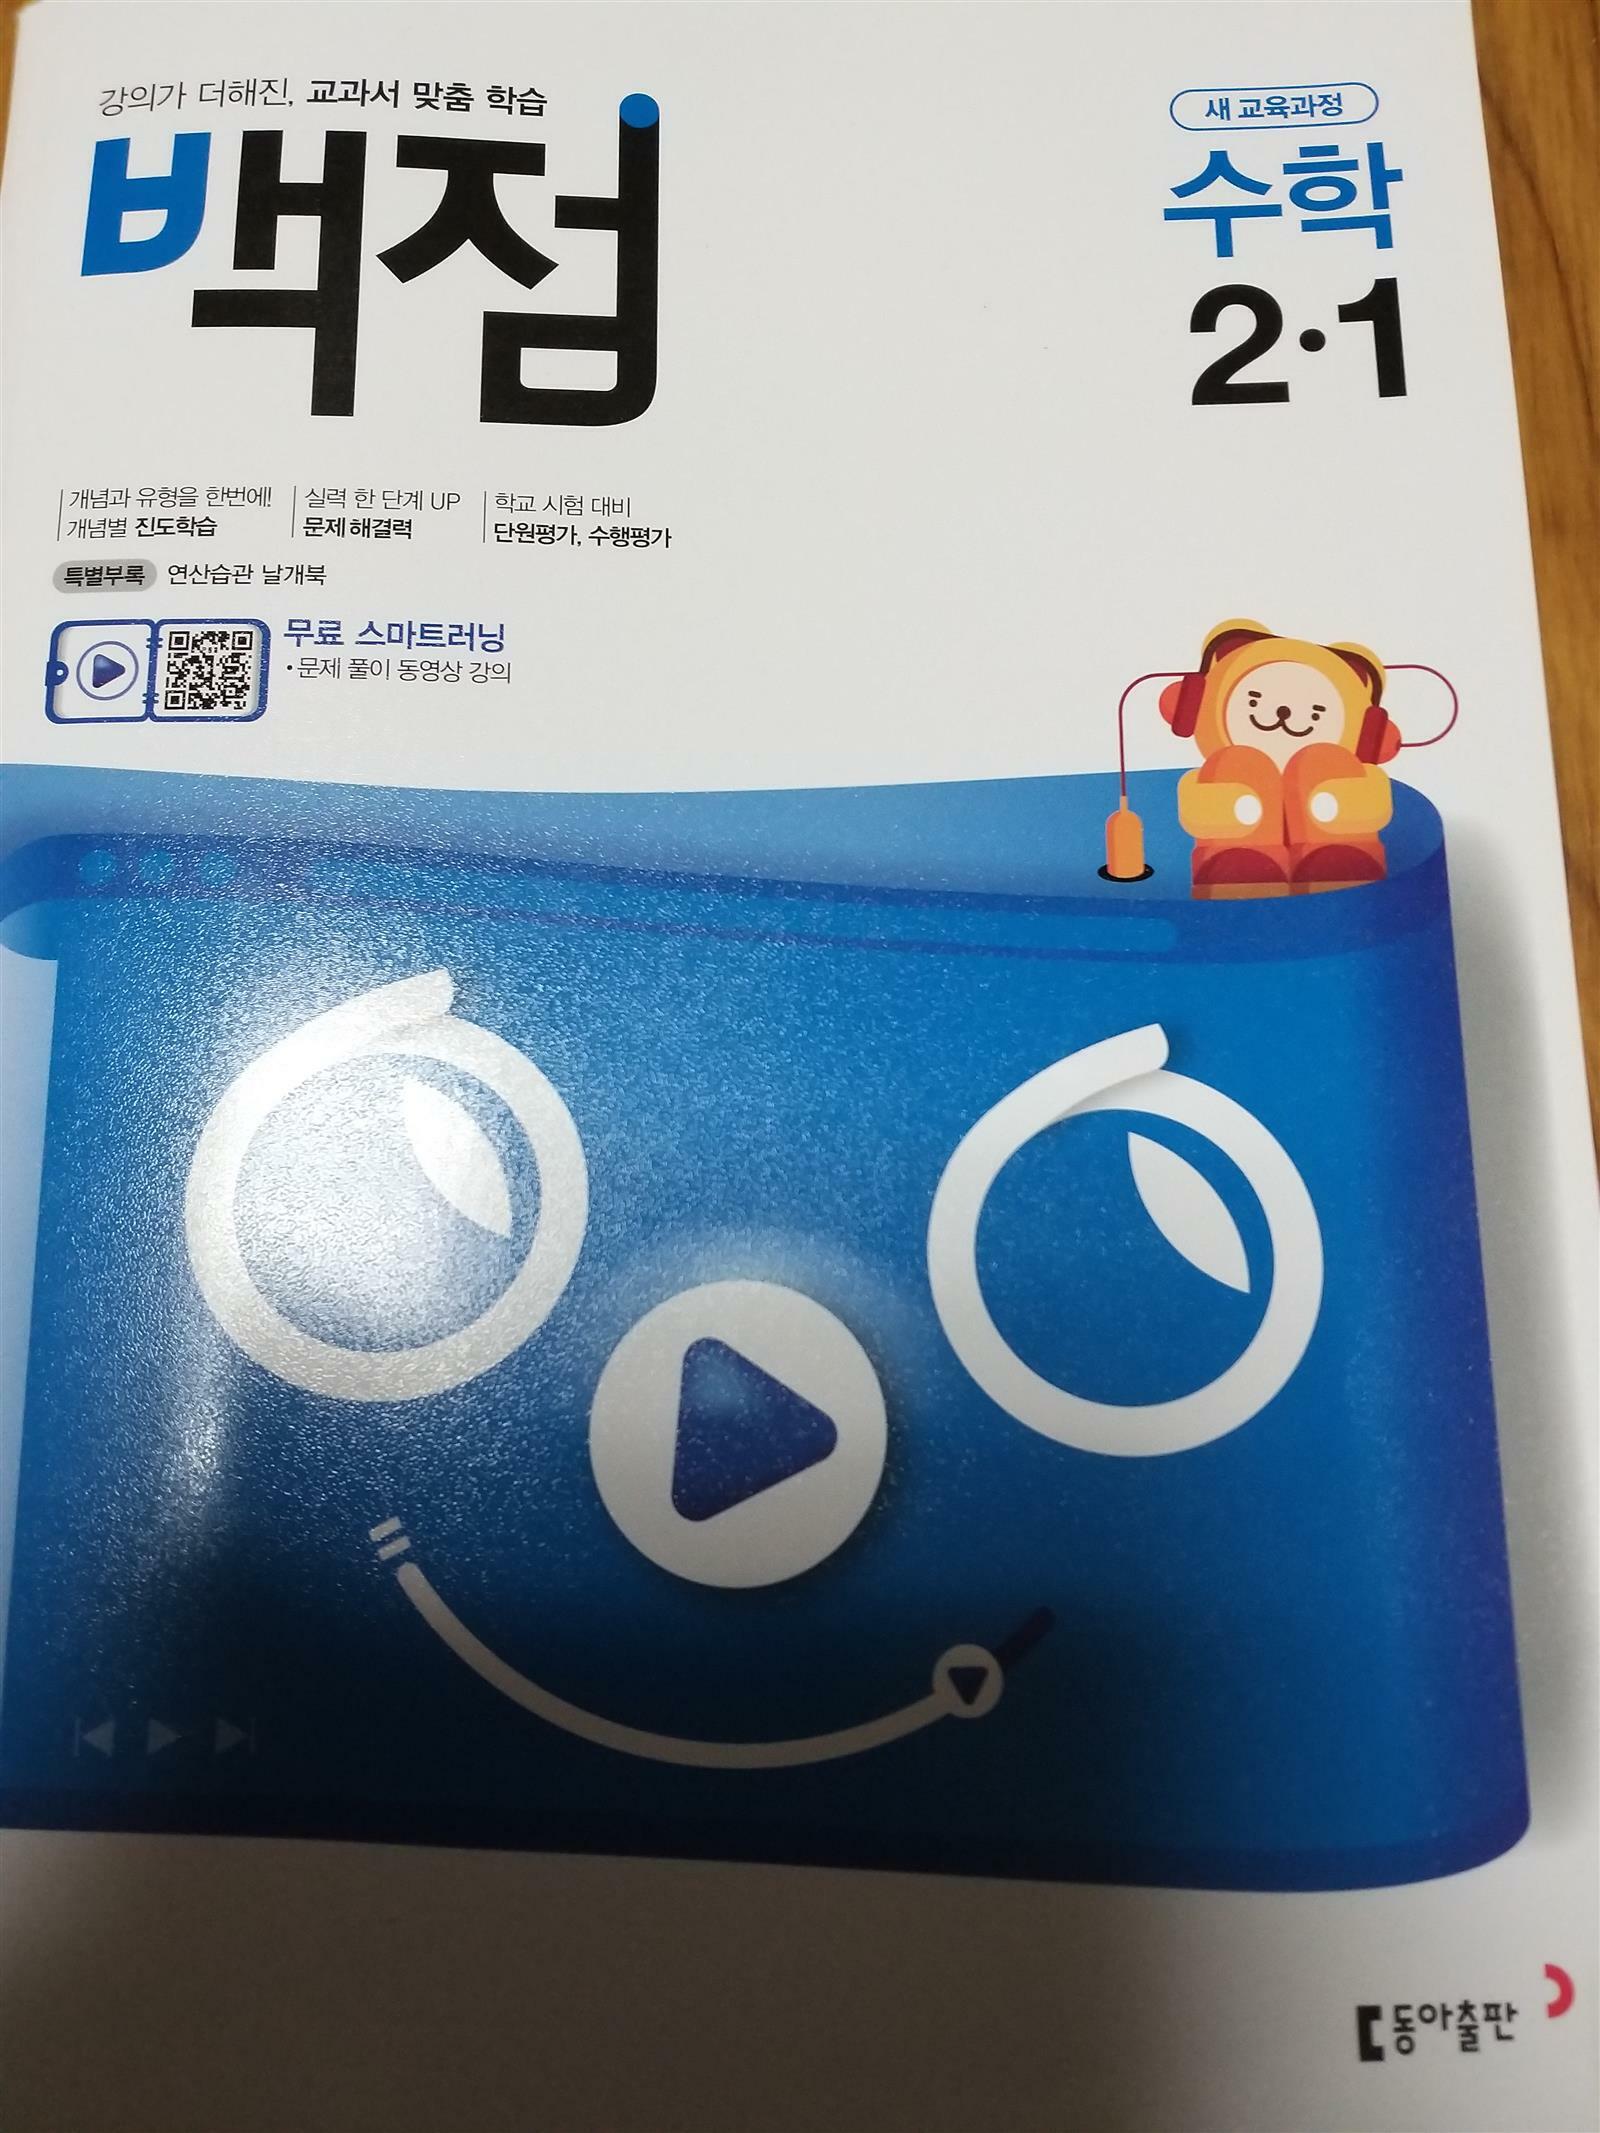 강의가 더해진, 교과서 맞춤 학습
백점
새 교육과정
수학
2·1
개념과 유형을 한번에!
개념별 진도학습
실력 한 단계 UP
문제 해결력
학교 시험 대비
단원평가, 수행평가
특별부록 연산습관 날개북
무료 스마트러닝
•문제 풀이 동영상 강의
동아출판